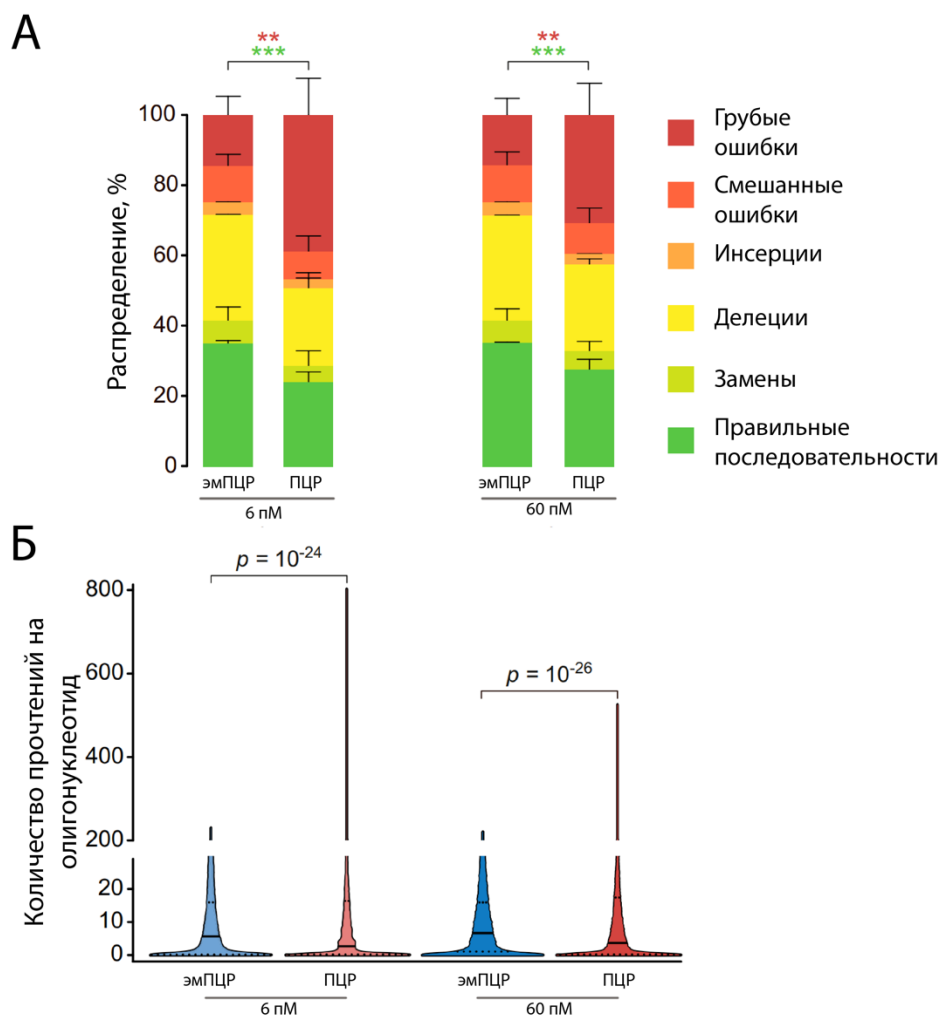 А
**
***
**
***
Распределение, %
100
80
60
40
20
0
эмПЦР
ПЦР
6 пМ
эмПЦР
ПЦР
60 пМ
Грубые
ошибки
Смешанные
ошибки
Инсерции
Делеции
Замены
Правильные
последовательности
Б
Количество прочтений на
олигонуклеотид
800
600
400
200
20
10
0
p = 10-24
p = 10-26
эмПЦР
ПЦР
6 пМ
эмПЦР
ПЦР
60 пМ